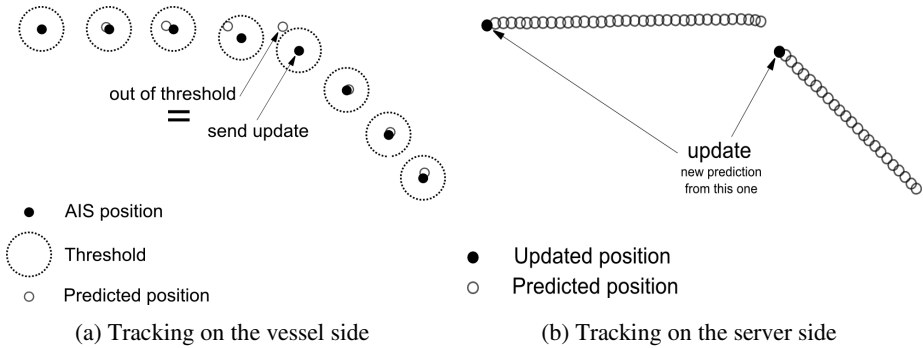 out of threshold
=
send update
AIS position
Threshold
Predicted position
(a) Tracking on the vessel side
update
new prediction
from this one
Updated position
Predicted position
(b) Tracking on the server side